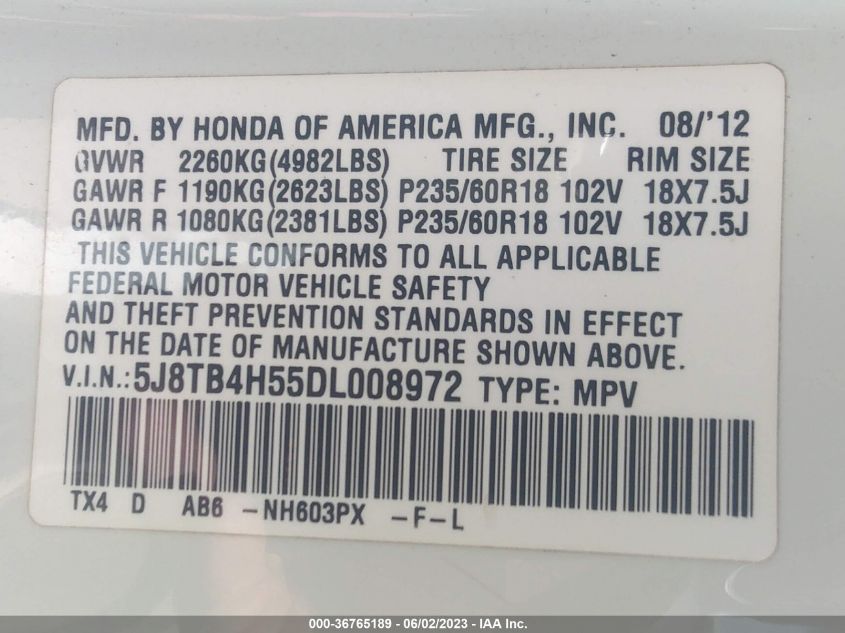 MFD. BY HONDA OF AMERICA MFG., INC. 08/'12
GVWR 2260KG(4982LBS) TIRE SIZE RIM SIZE
GAWR F 1190KG(2623LBS) P235/60R18 102V 18X7.5J
GAWR R 1080KG(2381LBS) P235/60R18 102V 18X7.5J
THIS VEHICLE CONFORMS TO ALL APPLICABLE
FEDERAL MOTOR VEHICLE SAFETY
AND THEFT PREVENTION STANDARDS IN EFFECT
ON THE DATE OF MANUFACTURE SHOWN ABOVE.
V.I.N.:5J8TB4H55DL008972 TYPE: MPV
TX4 D AB6 -NH603PX -F-L
000-36765189 - 06/02/2023 - IAA Inc.